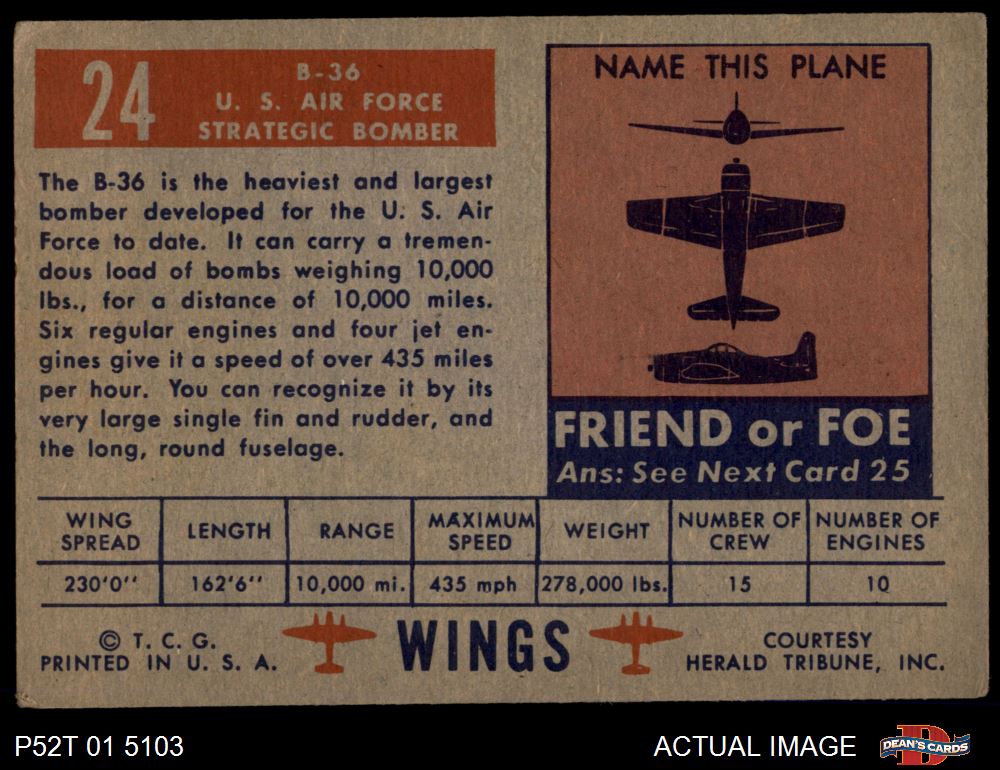 24
B-36
U. S. AIR FORCE
STRATEGIC BOMBER
The B-36 is the heaviest and largest
bomber developed for the U. S. Air
Force to date. It can carry a tremen-
dous load of bombs weighing 10,000
lbs., for a distance of 10,000 miles.
Six regular engines and four jet en-
gines give it a speed of over 435 miles
per hour. You can recognize it by its
very large single fin and rudder, and
the long, round fuselage.
NAME THIS PLANE
FRIEND or FOE
Ans: See Next Card 25
WING SPREAD LENGTH RANGE MAXIMUM SPEED WEIGHT NUMBER OF CREW NUMBER OF ENGINES
230'0'' 162'6'' 10,000 mi. 435 mph 278,000 lbs. 15 10
© T. C. G.
PRINTED IN U. S. A.
WINGS
COURTESY
HERALD TRIBUNE, INC.
P52T 01 5103
ACTUAL IMAGE
DEAN'S CARDS